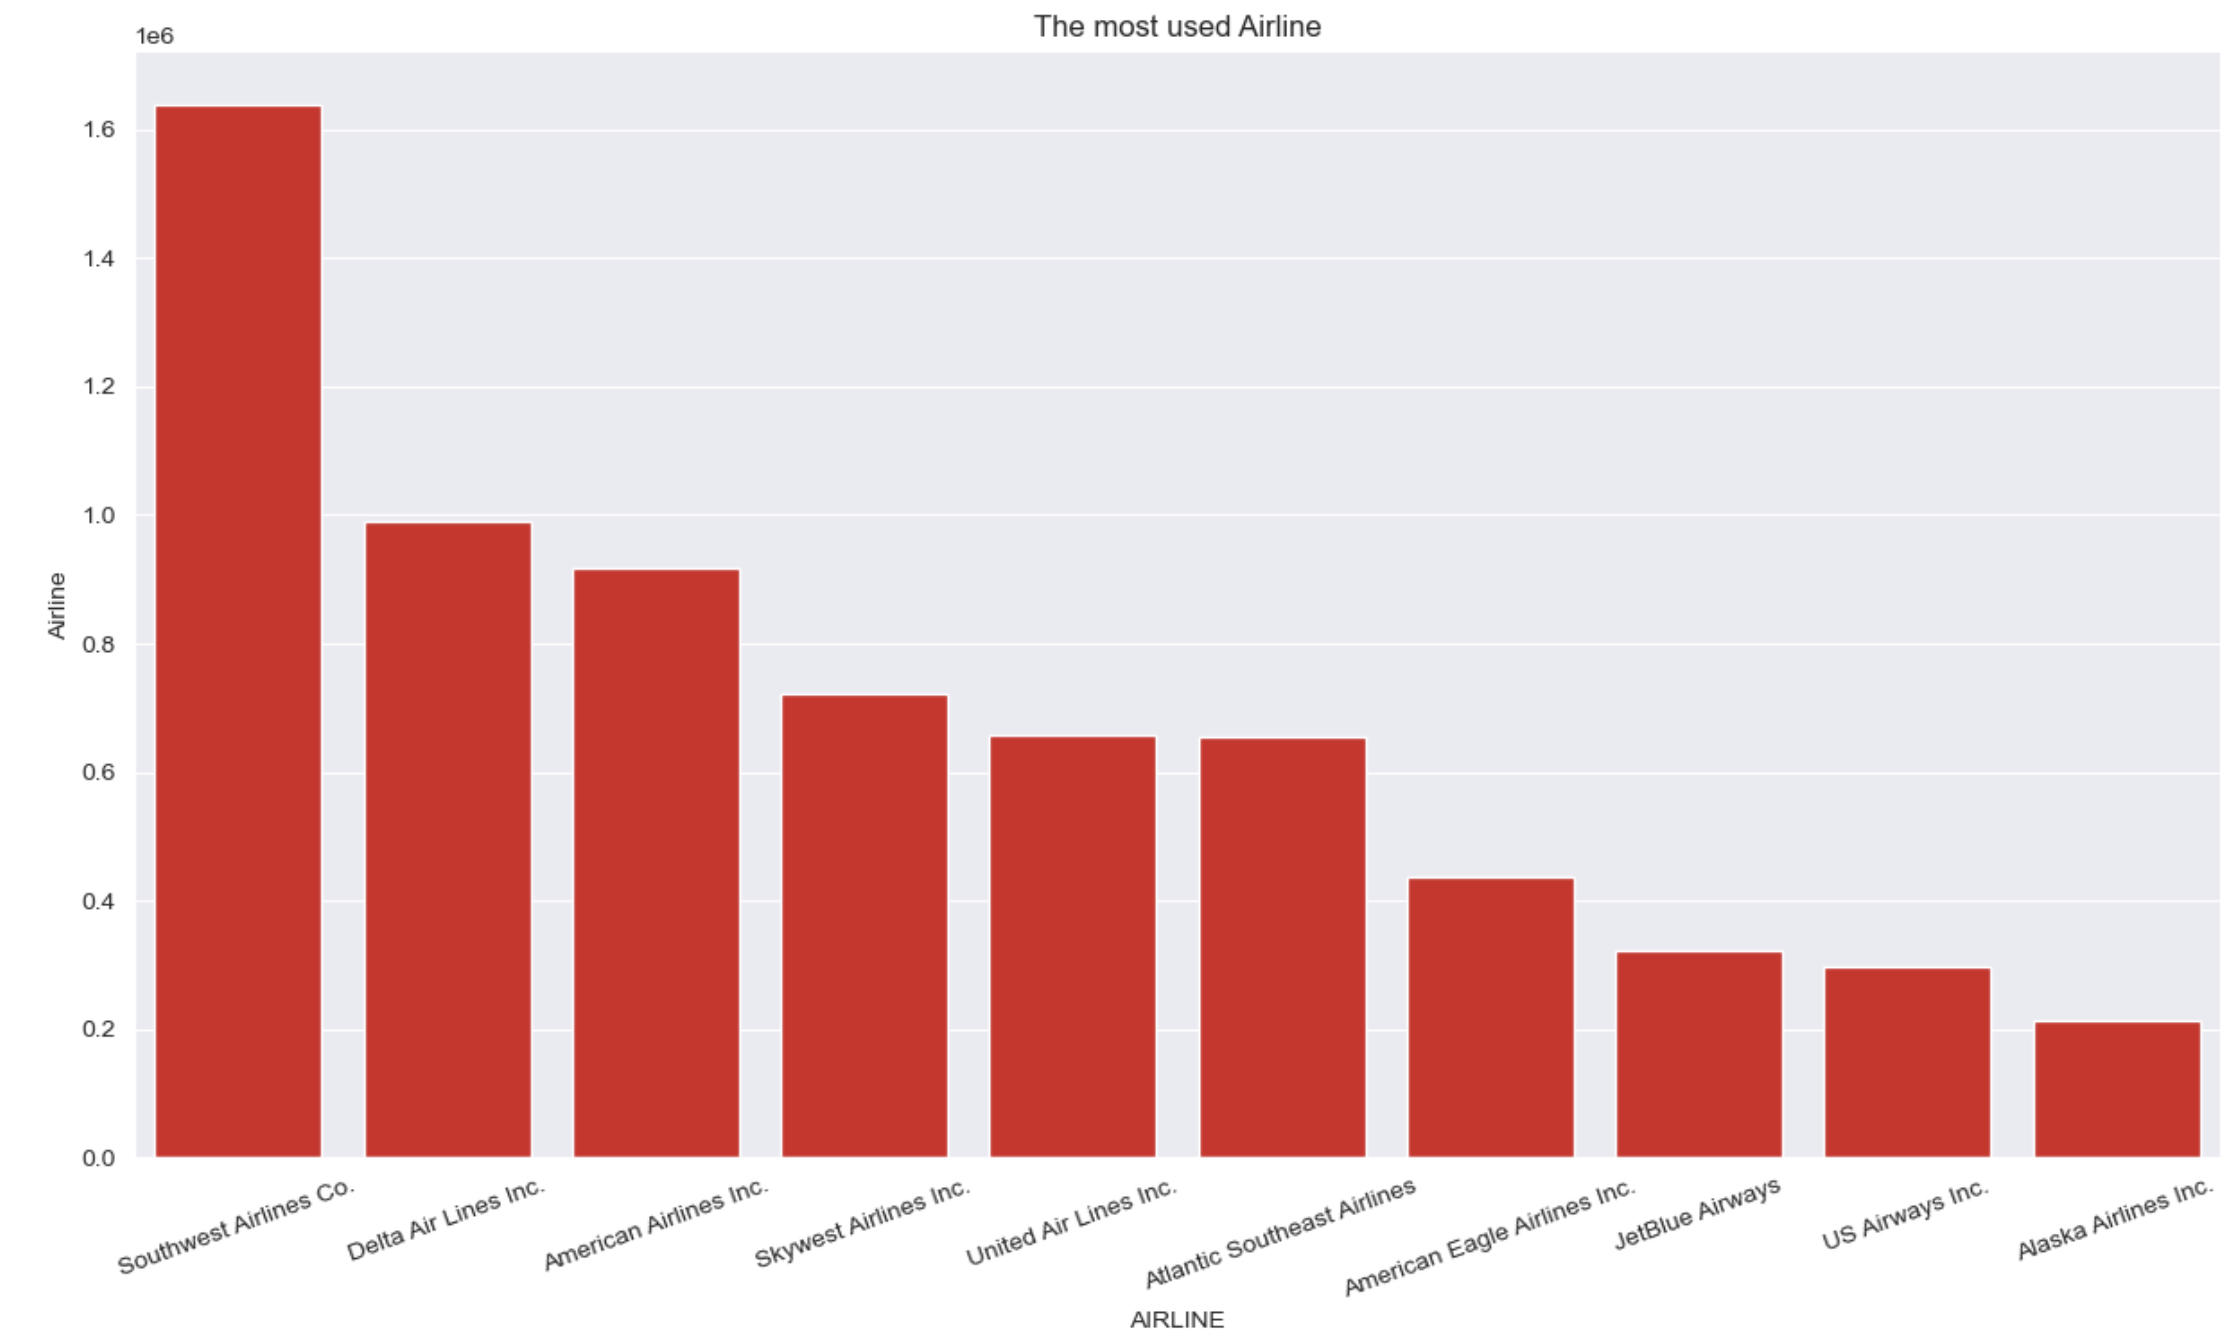 The most used Airline
1e6
1.6
1.4
1.2
1.0
0.8
0.6
0.4
0.2
0.0
Airline
Southwest Airlines Co.
Delta Air Lines Inc.
American Airlines Inc.
Skywest Airlines Inc.
United Air Lines Inc.
Atlantic Southeast Airlines
American Eagle Airlines Inc.
JetBlue Airways
US Airways Inc.
Alaska Airlines Inc.
AIRLINE